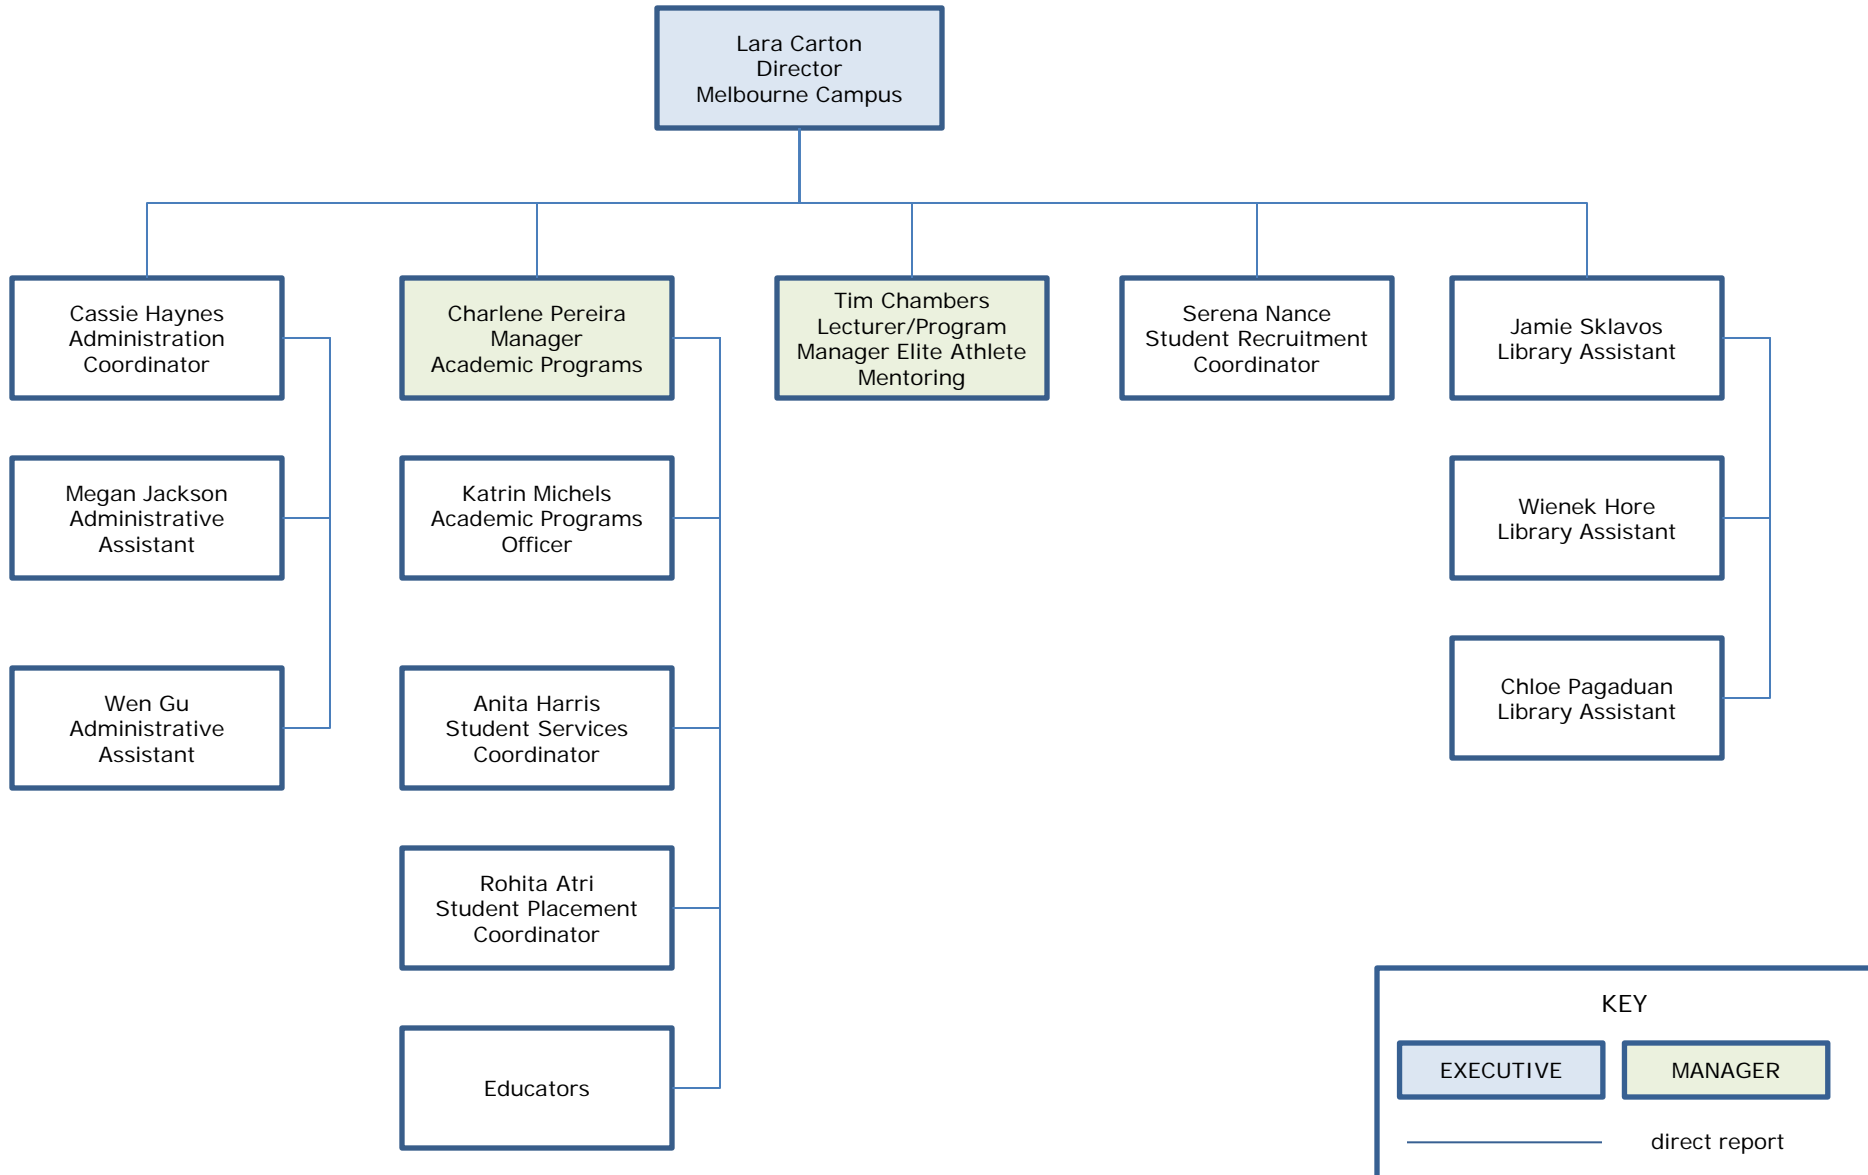 Lara Carton
Director
Melbourne Campus
Cassie Haynes
Administration
Coordinator
Charlene Pereira
Manager
Academic Programs
Tim Chambers
Lecturer/Program
Manager Elite Athlete
Mentoring
Serena Nance
Student Recruitment
Coordinator
Jamie Sklavos
Library Assistant
Megan Jackson
Administrative
Assistant
Katrin Michels
Academic Programs
Officer
Wienek Hore
Library Assistant
Wen Gu
Administrative
Assistant
Anita Harris
Student Services
Coordinator
Chloe Pagaduan
Library Assistant
Rohita Atri
Student Placement
Coordinator
Educators
KEY
EXECUTIVE
MANAGER
direct report